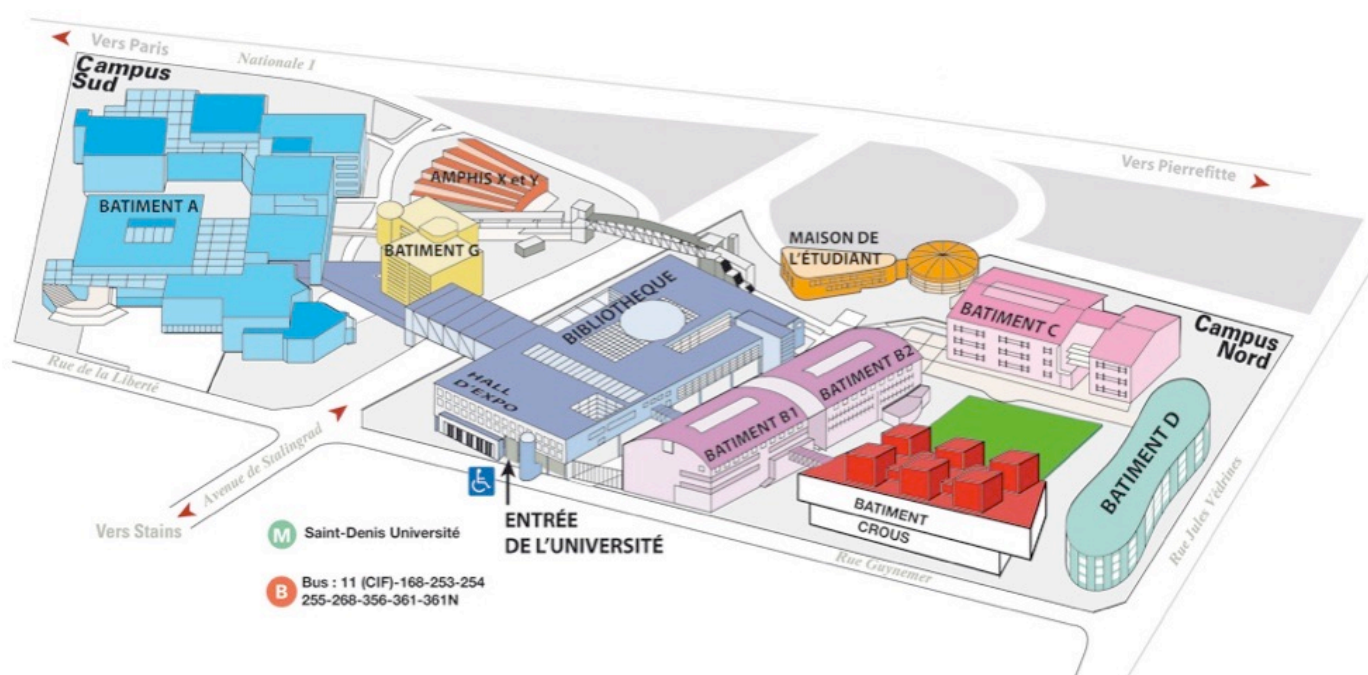 Vers Paris
Nationale 1
Campus
Sud
Vers Pierrefitte
AMPHIS X et Y
BATIMENT A
BATIMENT G
MAISON DE
L'ÉTUDIANT
BIBLIOTHEQUE
BATIMENT C
Campus
Nord
HALL
D'EXPO
BATIMENT B2
BATIMENT B1
BATIMENT D
Rue de la Liberté
Avenue de Stalingrad
Vers Stains
ENTRÉE
DE L'UNIVERSITÉ
BATIMENT
CROUS
Rue Guynemer
Rue Jules Védrines
M Saint-Denis Université
B Bus : 11 (CIF)-168-253-254
255-268-356-361-361N